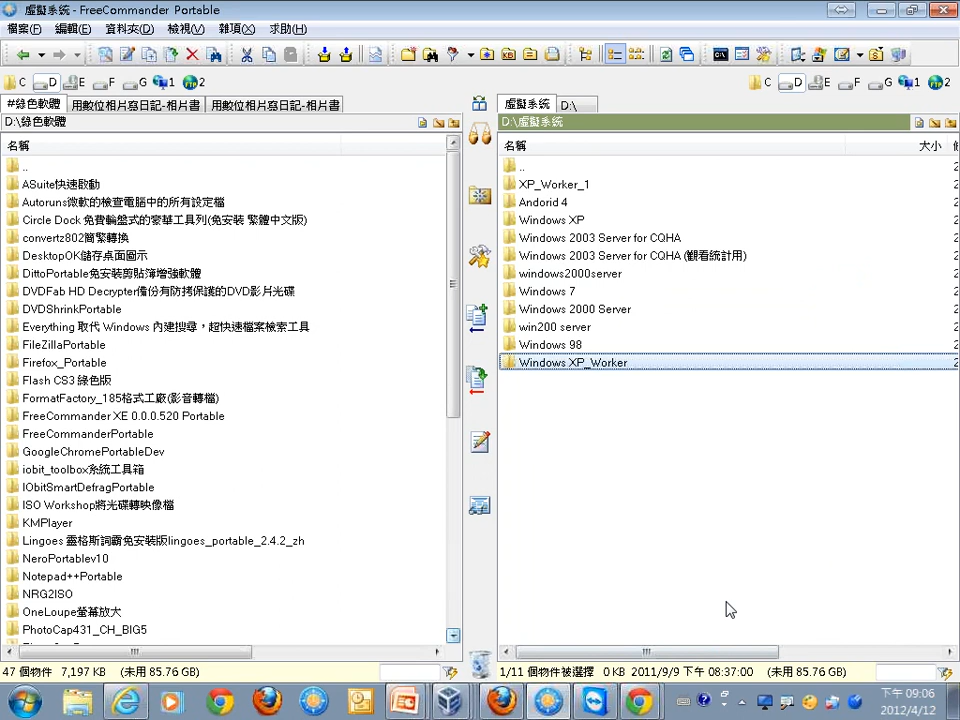 虛擬系統 - FreeCommander Portable
檔案(F) 編輯(E) 資料夾(D) 檢視(V) 雜項(X) 求助(H)
C D E F G 1 2
C D E F G 1 2
#綠色軟體 用數位相片寫日記-相片書 用數位相片寫日記-相片書
虛擬系統 D:\
D:\綠色軟體
D:\虛擬系統
名稱
..
ASuite快速啟動
Autoruns微軟的檢查電腦中的所有設定檔
Circle Dock 免費輪盤式的豪華工具列(免安裝 繁體中文版)
convertz802簡繁轉換
DesktopOK儲存桌面圖示
DittoPortable免安裝剪貼簿增強軟體
DVDFab HD Decrypter備份有防拷保護的DVD影片光碟
DVDShrinkPortable
Everything 取代 Windows 內建搜尋，超快速檔案檢索工具
FileZillaPortable
Firefox_Portable
Flash CS3 綠色版
FormatFactory_185格式工廠(影音轉檔)
FreeCommander XE 0.0.0.520 Portable
FreeCommanderPortable
GoogleChromePortableDev
iobit_toolbox系統工具箱
IObitSmartDefragPortable
ISO Workshop將光碟轉映像檔
KMPlayer
Lingoes 靈格斯詞霸免安裝版lingoes_portable_2.4.2_zh
NeroPortablev10
Notepad++Portable
NRG2ISO
OneLoupe螢幕放大
PhotoCap431_CH_BIG5
名稱 大小
..
XP_Worker_1
Andorid 4
Windows XP
Windows 2003 Server for CQHA
Windows 2003 Server for CQHA (觀看統計用)
windows2000server
Windows 7
Windows 2000 Server
win200 server
Windows 98
Windows XP_Worker
47 個物件 7,197 KB (未用 85.76 GB)
1/11 個物件被選擇 0 KB 2011/9/9 下午 08:37:00 (未用 85.76 GB)
下午 09:06
2012/4/12